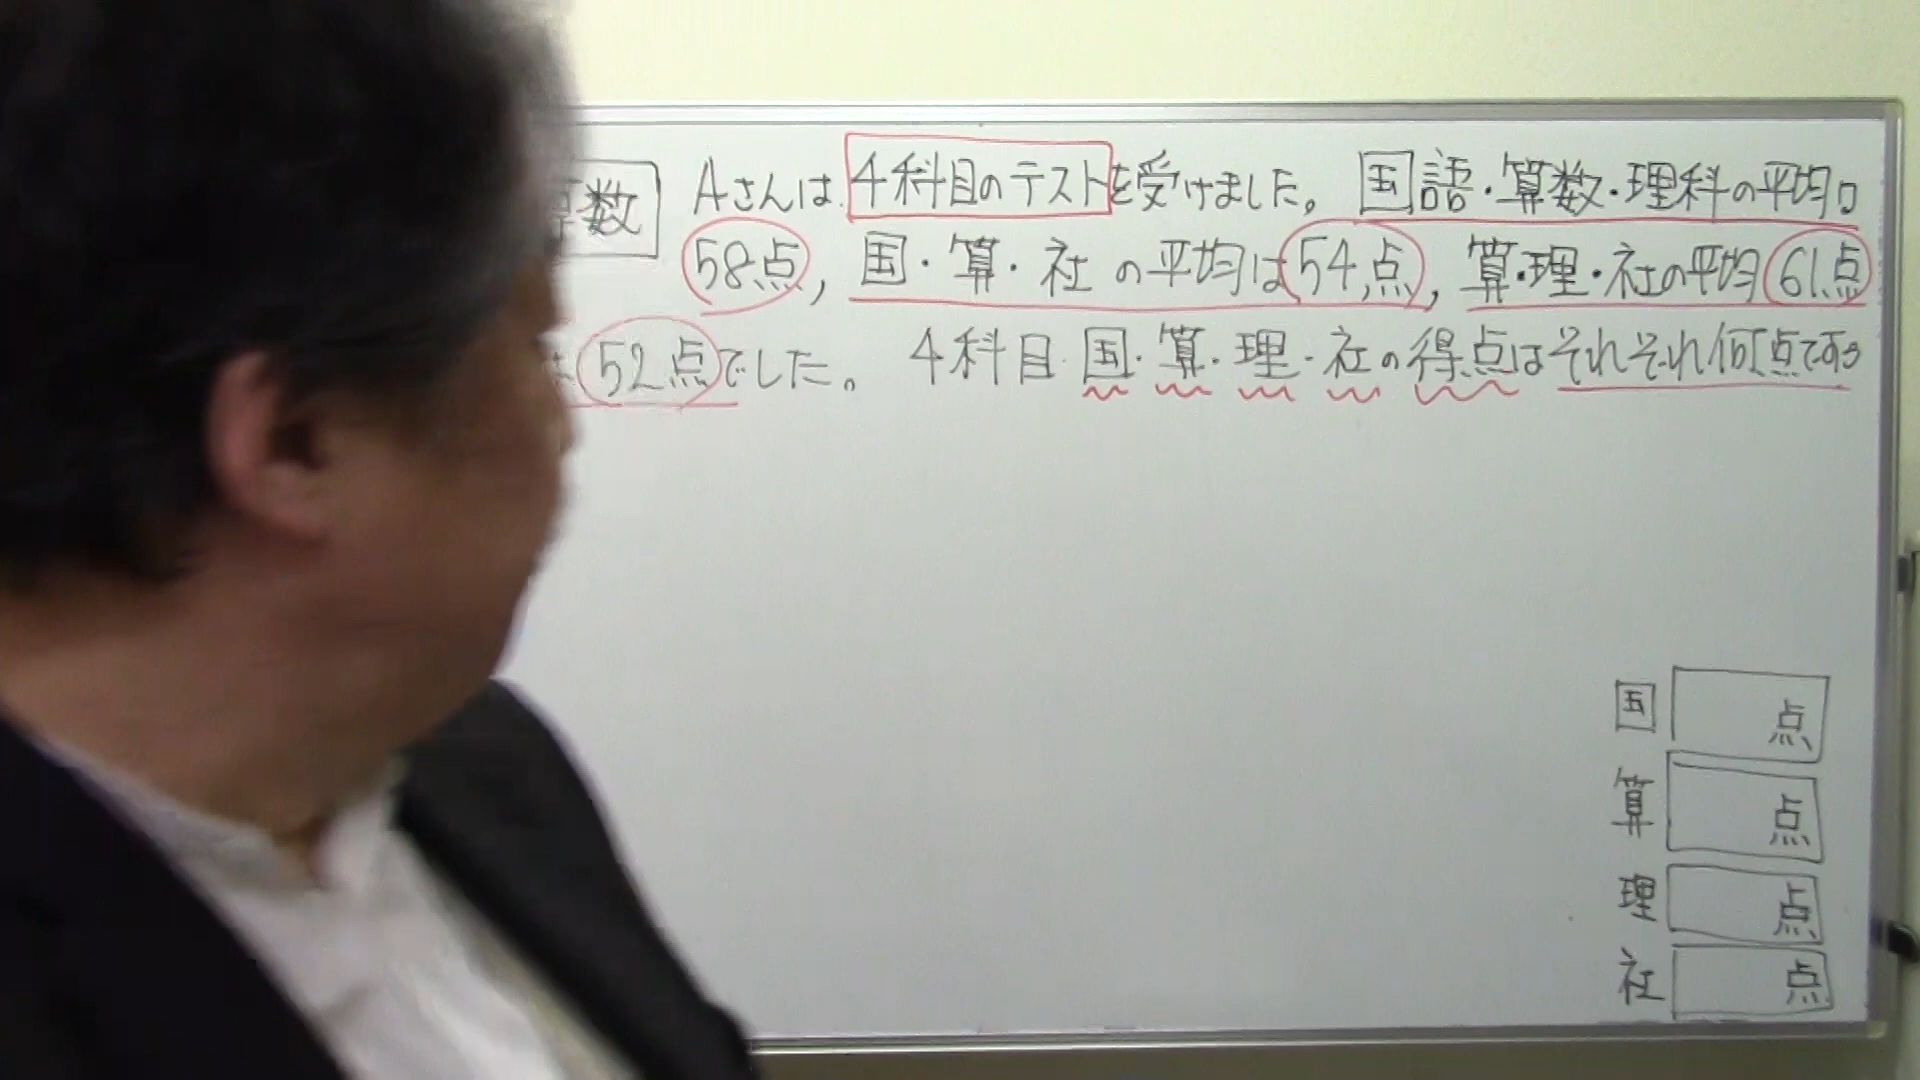 算数
Aさんは4科目のテストを受けました。国語・算数・理科の平均は
58点, 国・算・社の平均は54点, 算・理・社の平均61点
52点でした。 4科目 国・算・理・社の得点はそれぞれ何点ですか
国 点
算 点
理 点
社 点